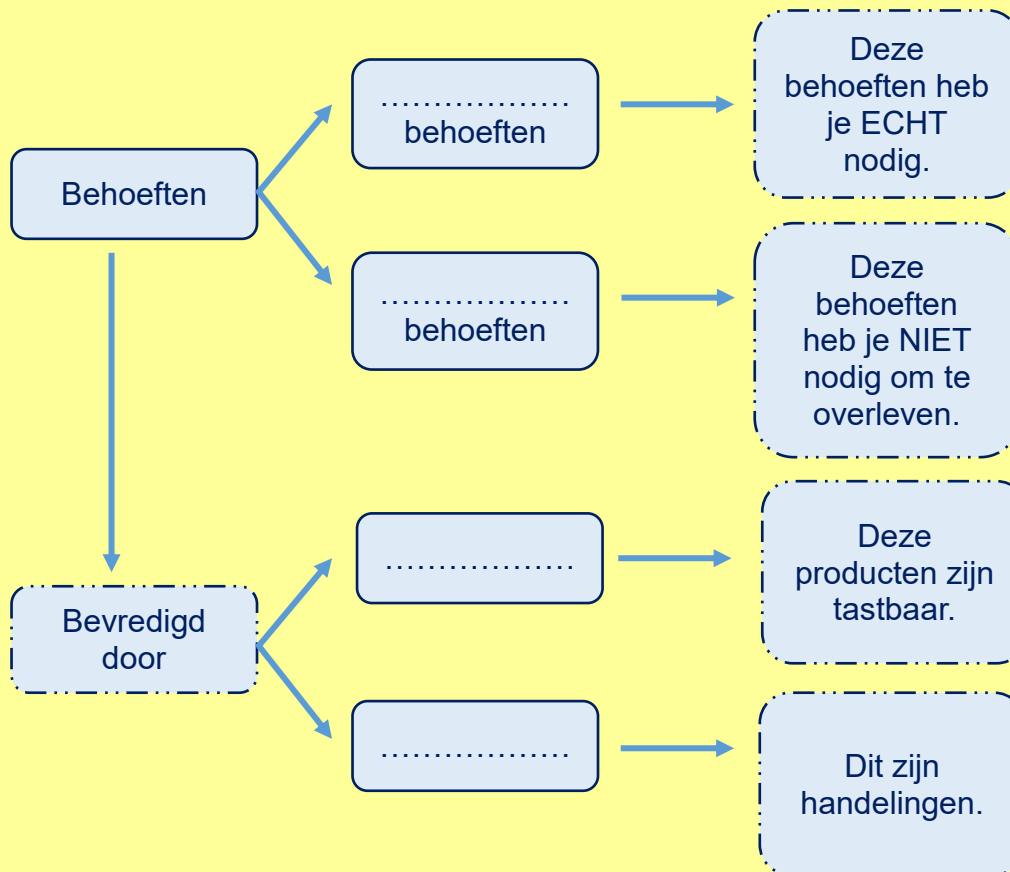 Behoeften
..................
behoeften
Deze
behoeften heb
je ECHT
nodig.
..................
behoeften
Deze
behoeften
heb je NIET
nodig om te
overleven.
Bevredigd
door
..................
Deze
producten zijn
tastbaar.
..................
Dit zijn
handelingen.